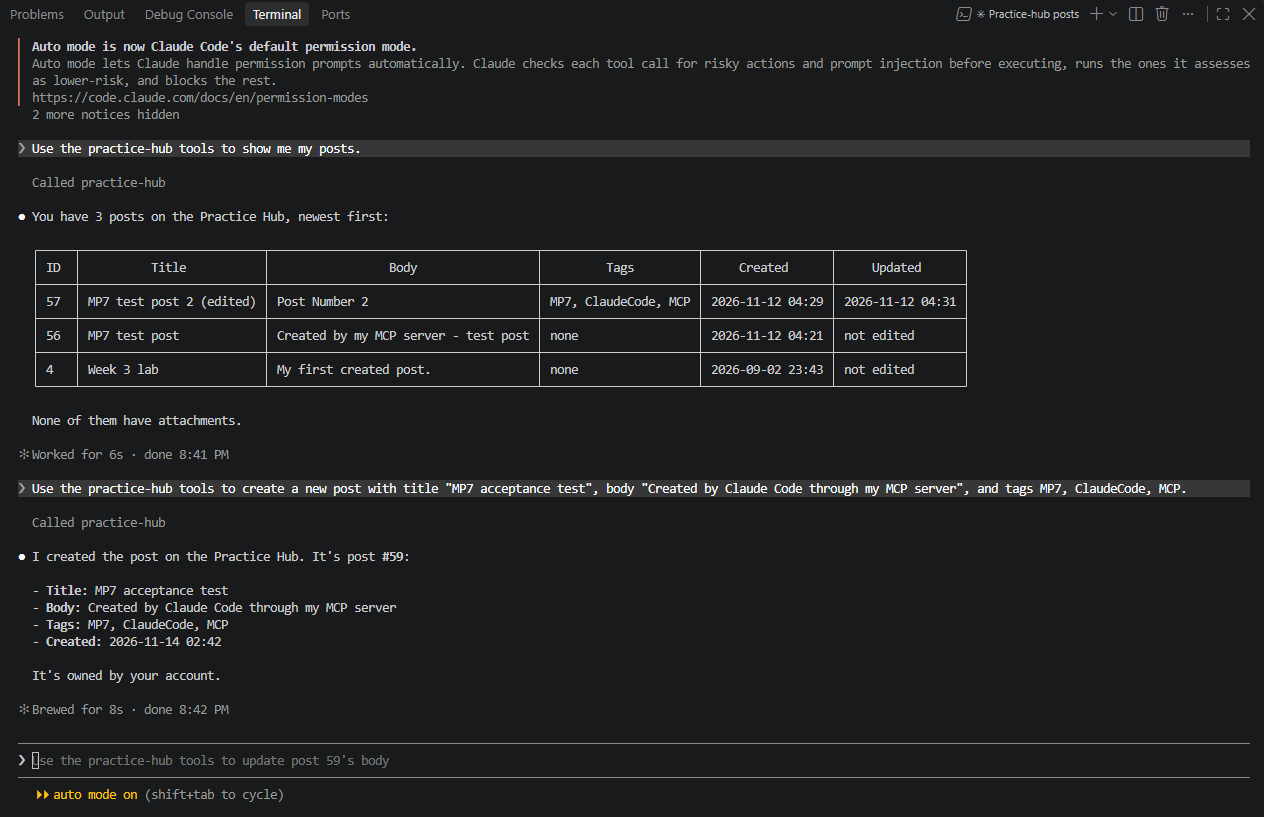 Problems Output Debug Console Terminal Ports Practice-hub posts
Auto mode is now Claude Code's default permission mode.
Auto mode lets Claude handle permission prompts automatically. Claude checks each tool call for risky actions and prompt injection before executing, runs the ones it assesses
as lower-risk, and blocks the rest.
https://code.claude.com/docs/en/permission-modes
2 more notices hidden
❯ Use the practice-hub tools to show me my posts.
Called practice-hub
● You have 3 posts on the Practice Hub, newest first:
ID Title Body Tags Created Updated
57 MP7 test post 2 (edited) Post Number 2 MP7, ClaudeCode, MCP 2026-11-12 04:29 2026-11-12 04:31
56 MP7 test post Created by my MCP server - test post none 2026-11-12 04:21 not edited
4 Week 3 lab My first created post. none 2026-09-02 23:43 not edited
None of them have attachments.
✻ Worked for 6s · done 8:41 PM
❯ Use the practice-hub tools to create a new post with title "MP7 acceptance test", body "Created by Claude Code through my MCP server", and tags MP7, ClaudeCode, MCP.
Called practice-hub
● I created the post on the Practice Hub. It's post #59:
- Title: MP7 acceptance test
- Body: Created by Claude Code through my MCP server
- Tags: MP7, ClaudeCode, MCP
- Created: 2026-11-14 02:42
It's owned by your account.
✻ Brewed for 8s · done 8:42 PM
❯ Use the practice-hub tools to update post 59's body
⏵⏵ auto mode on (shift+tab to cycle)